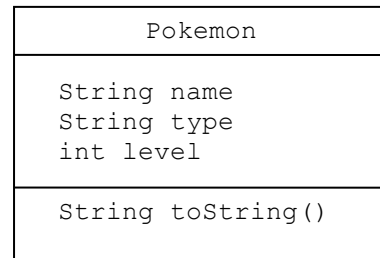 Pokemon
String name
String type
int level
String toString()